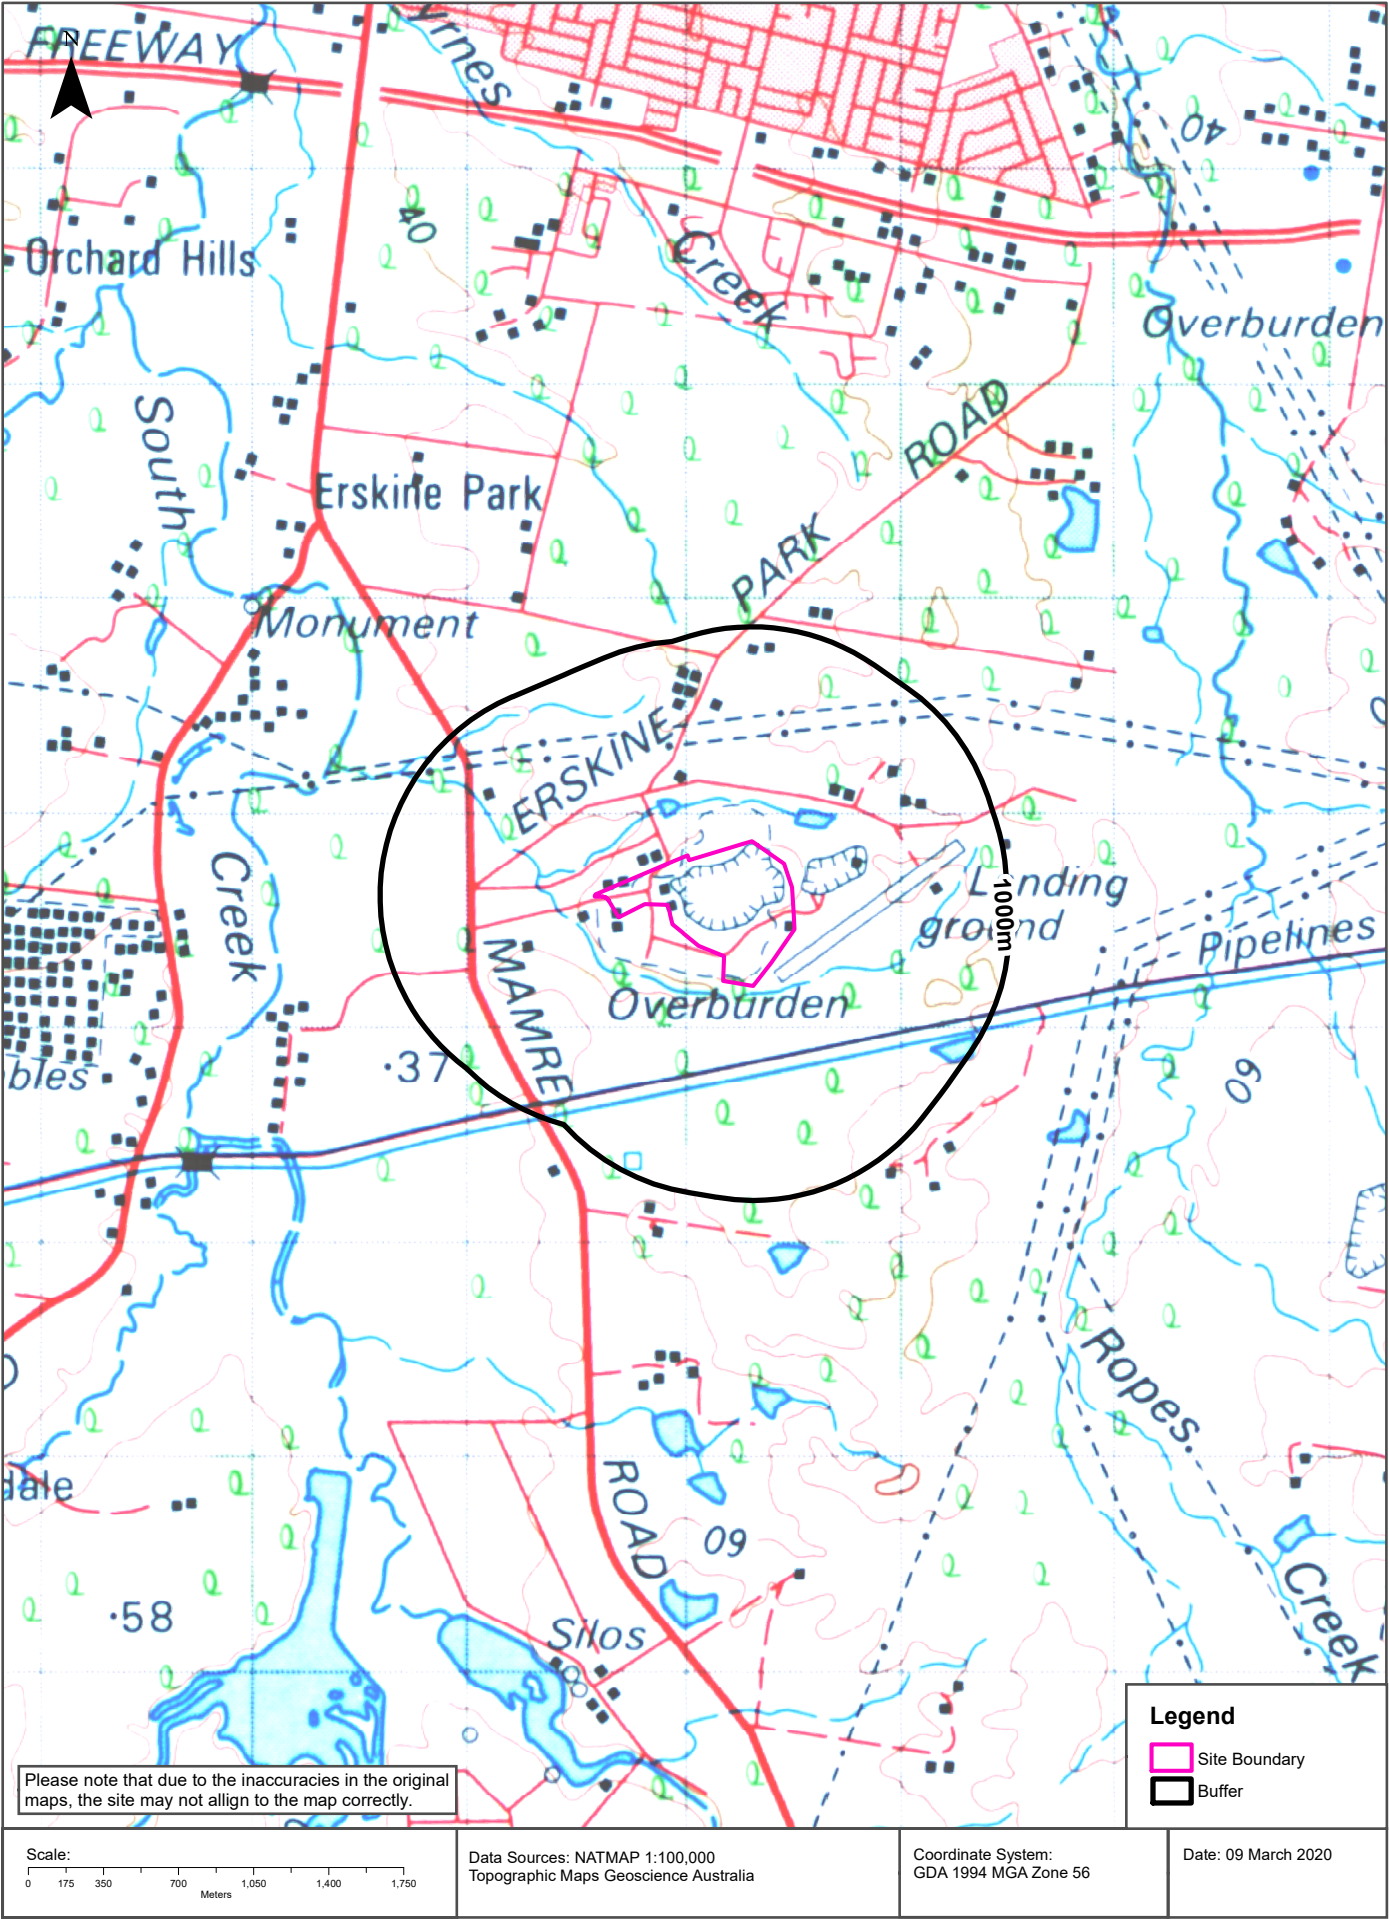 FREEWAY
N
yrnes
40
40
Orchard Hills
Creek
Overburden
South
ROAD
Erskine Park
PARK
Monument
ERSKINE
Creek
Landing
ground
1000m
Pipelines
MAMRE
Overburden
bles
·37
60
Ropes
dale
ROAD
60
Creek
·58
Silos
Legend
Site Boundary
Buffer
Please note that due to the inaccuracies in the original
maps, the site may not allign to the map correctly.
Scale:
0 175 350 700 1,050 1,400 1,750
Meters
Data Sources: NATMAP 1:100,000
Topographic Maps Geoscience Australia
Coordinate System:
GDA 1994 MGA Zone 56
Date: 09 March 2020